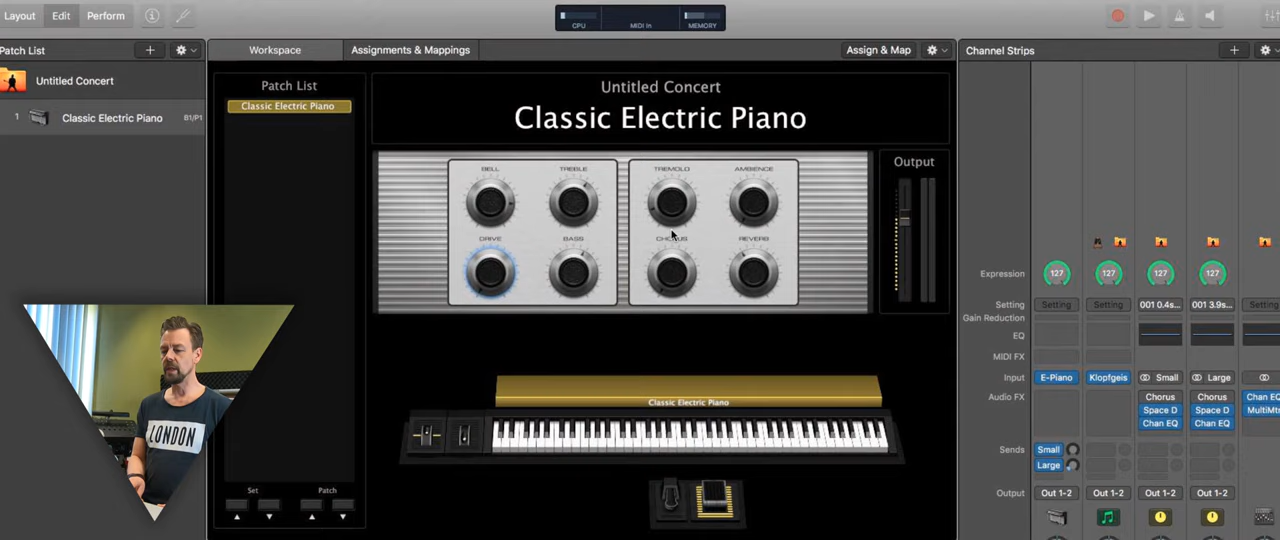 Layout Edit Perform
CPU MIDI In MEMORY
Patch List
Workspace Assignments & Mappings Assign & Map
Channel Strips
Untitled Concert
1 Classic Electric Piano B1/P1
Patch List
Classic Electric Piano
Set Patch
Untitled Concert
Classic Electric Piano
BELL TREBLE TREMOLO AMBIENCE
DRIVE BASS CHORUS REVERB
Output
Classic Electric Piano
LONDON
Expression 127 127 127 127
Setting Setting Setting 001 0.4s... 001 3.9s... Setting
Gain Reduction
EQ
MIDI FX
Input E-Piano Klopfgeis Small Large
Audio FX Chorus Chorus Chan EQ
Space D Space D MultiMtr
Chan EQ Chan EQ
Sends Small
Large
Output Out 1-2 Out 1-2 Out 1-2 Out 1-2